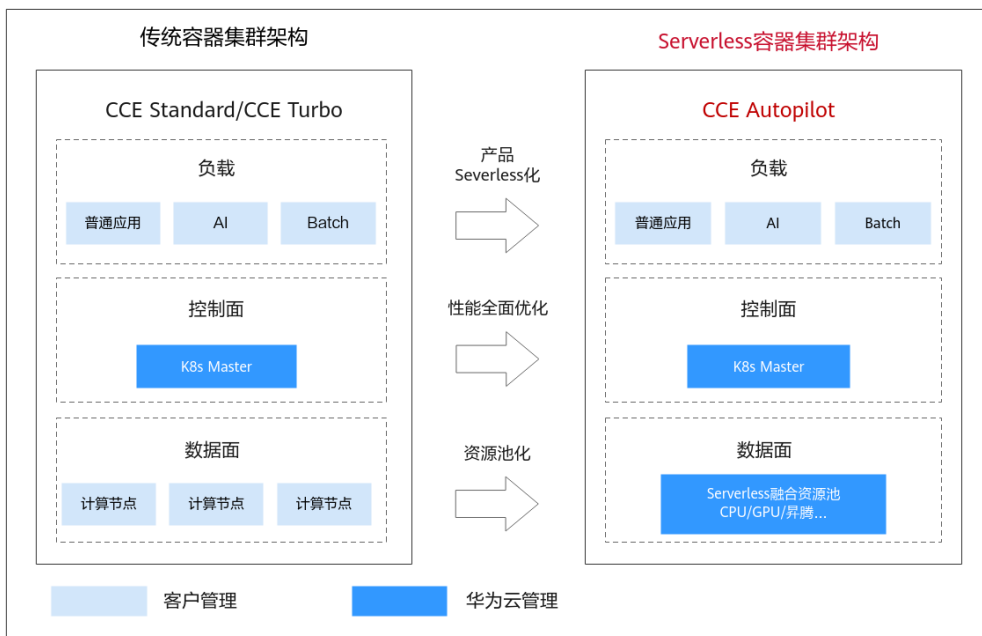 传统容器集群架构
Serverless容器集群架构
CCE Standard/CCE Turbo
负载
普通应用
AI
Batch
控制面
K8s Master
数据面
计算节点
计算节点
计算节点
产品
Severless化
性能全面优化
资源池化
CCE Autopilot
负载
普通应用
AI
Batch
控制面
K8s Master
数据面
Serverless融合资源池
CPU/GPU/昇腾...
客户管理
华为云管理